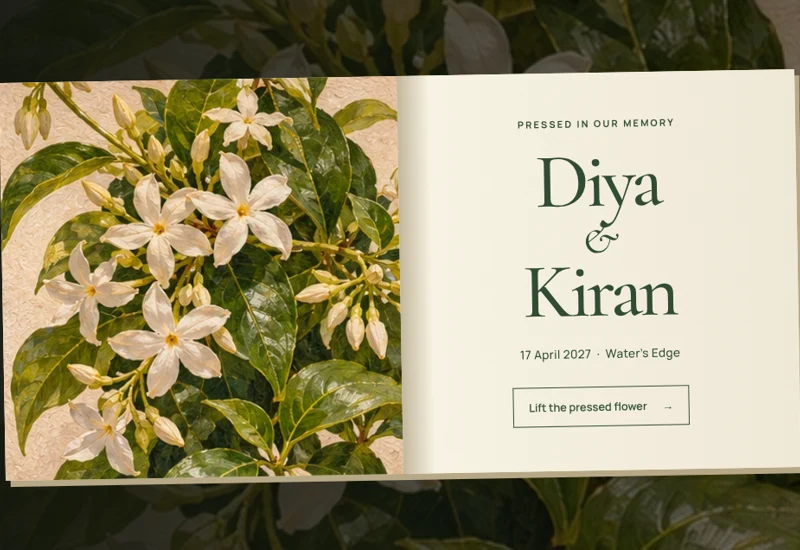 PRESSED IN OUR MEMORY
Diya
&
Kiran
17 April 2027 · Water's Edge
Lift the pressed flower →